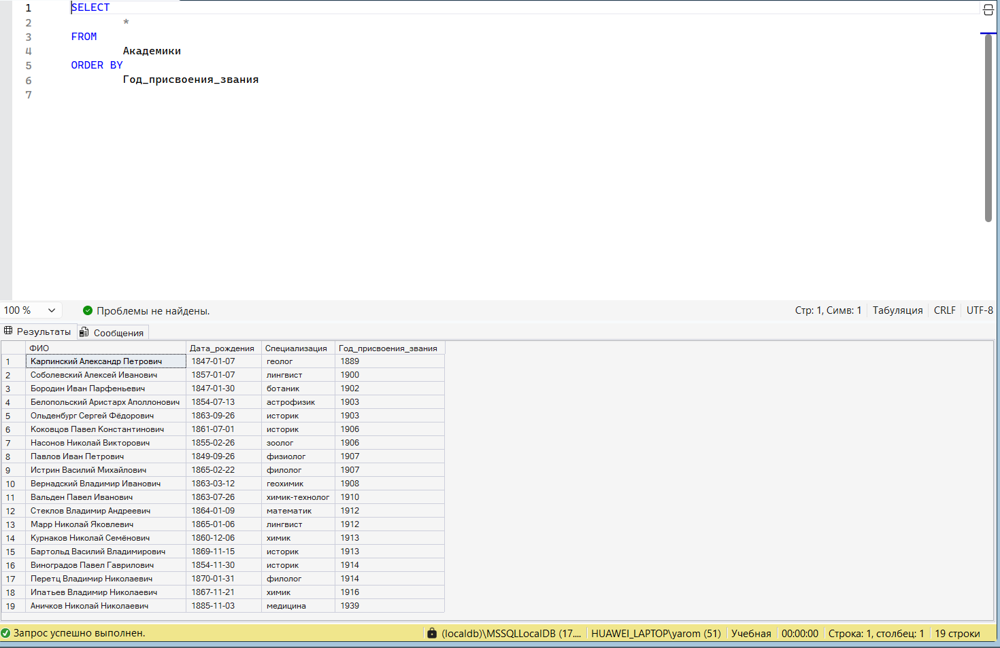 1 SELECT
2 *
3 FROM
4 Академики
5 ORDER BY
6 Год_присвоения_звания
7
100 % Проблемы не найдены. Стр: 1, Симв: 1 Табуляция CRLF UTF-8
Результаты Сообщения
ФИО Дата_рождения Специализация Год_присвоения_звания
1 Карпинский Александр Петрович 1847-01-07 геолог 1889
2 Соболевский Алексей Иванович 1857-01-07 лингвист 1900
3 Бородин Иван Парфеньевич 1847-01-30 ботаник 1902
4 Белопольский Аристарх Аполлонович 1854-07-13 астрофизик 1903
5 Ольденбург Сергей Фёдорович 1863-09-26 историк 1903
6 Коковцов Павел Константинович 1861-07-01 историк 1906
7 Насонов Николай Викторович 1855-02-26 зоолог 1906
8 Павлов Иван Петрович 1849-09-26 физиолог 1907
9 Истрин Василий Михайлович 1865-02-22 филолог 1907
10 Вернадский Владимир Иванович 1863-03-12 геохимик 1908
11 Вальден Павел Иванович 1863-07-26 химик-технолог 1910
12 Стеклов Владимир Андреевич 1864-01-09 математик 1912
13 Марр Николай Яковлевич 1865-01-06 лингвист 1912
14 Курнаков Николай Семёнович 1860-12-06 химик 1913
15 Бартольд Василий Владимирович 1869-11-15 историк 1913
16 Виноградов Павел Гаврилович 1854-11-30 историк 1914
17 Перетц Владимир Николаевич 1870-01-31 филолог 1914
18 Ипатьев Владимир Николаевич 1867-11-21 химик 1916
19 Аничков Николай Николаевич 1885-11-03 медицина 1939
Запрос успешно выполнен. (localdb)\MSSQLLocalDB (17.... HUAWEI_LAPTOP\yarom (51) Учебная 00:00:00 Строка: 1, столбец: 1 19 строки